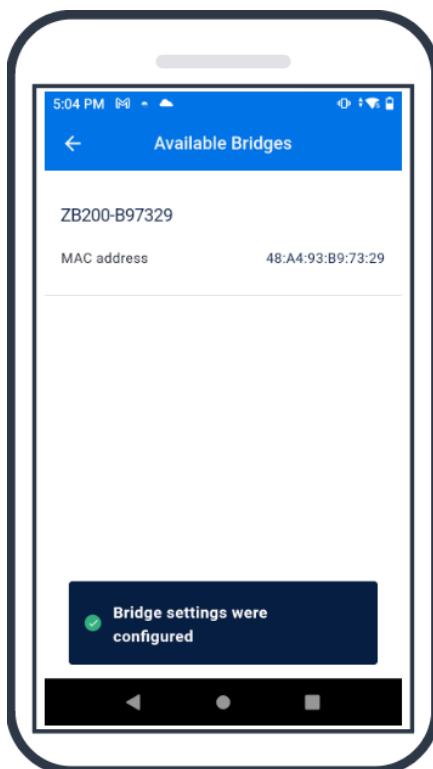 5:04 PM
Available Bridges
ZB200-B97329
MAC address 48:A4:93:B9:73:29
Bridge settings were
configured